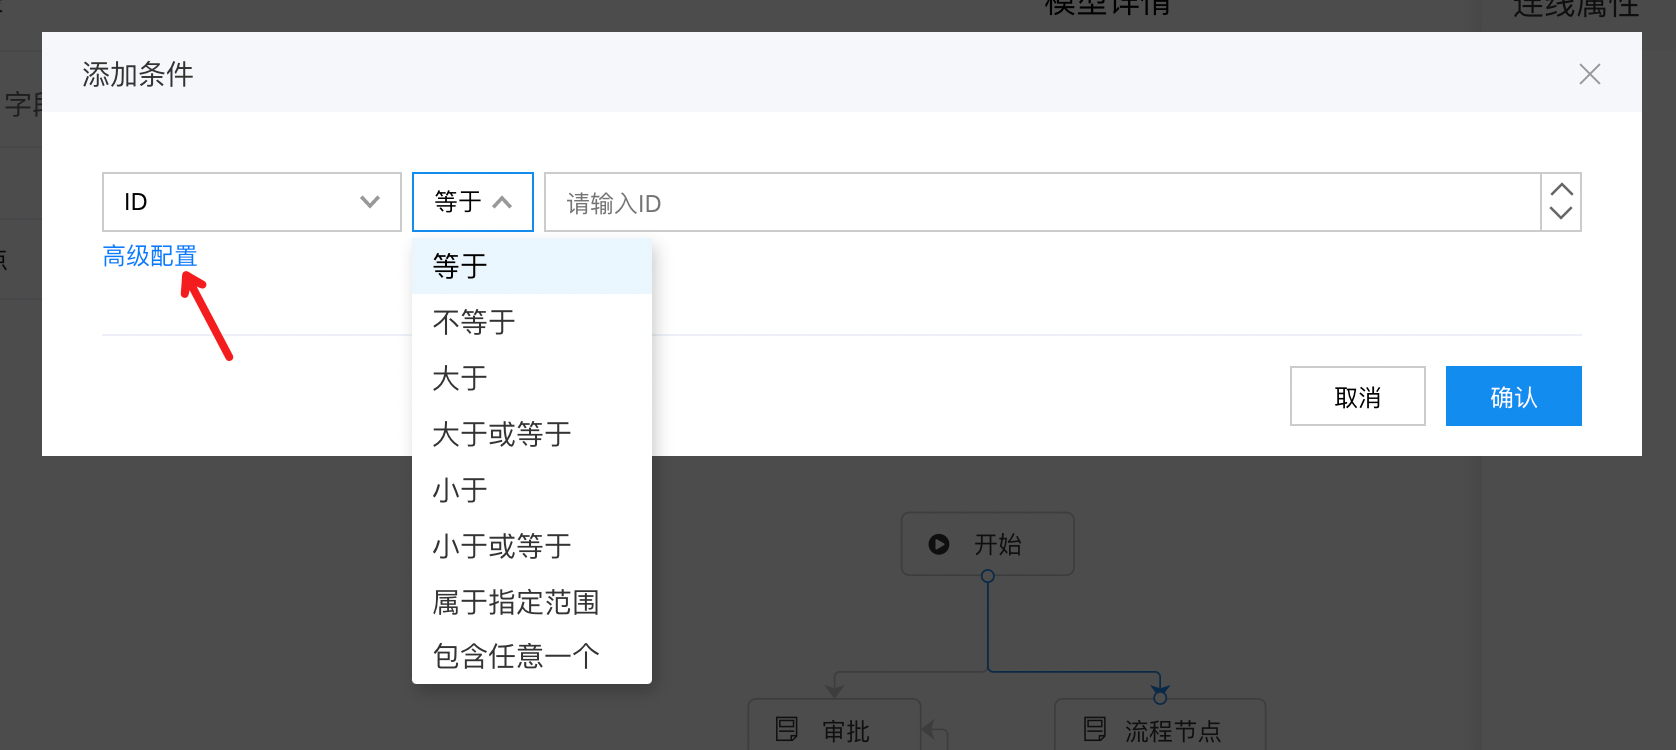 模型详情
连线属性
添加条件
字段
ID
等于
请输入ID
高级配置
点
等于
不等于
大于
大于或等于
小于
小于或等于
属于指定范围
包含任意一个
取消
确认
开始
审批
流程节点